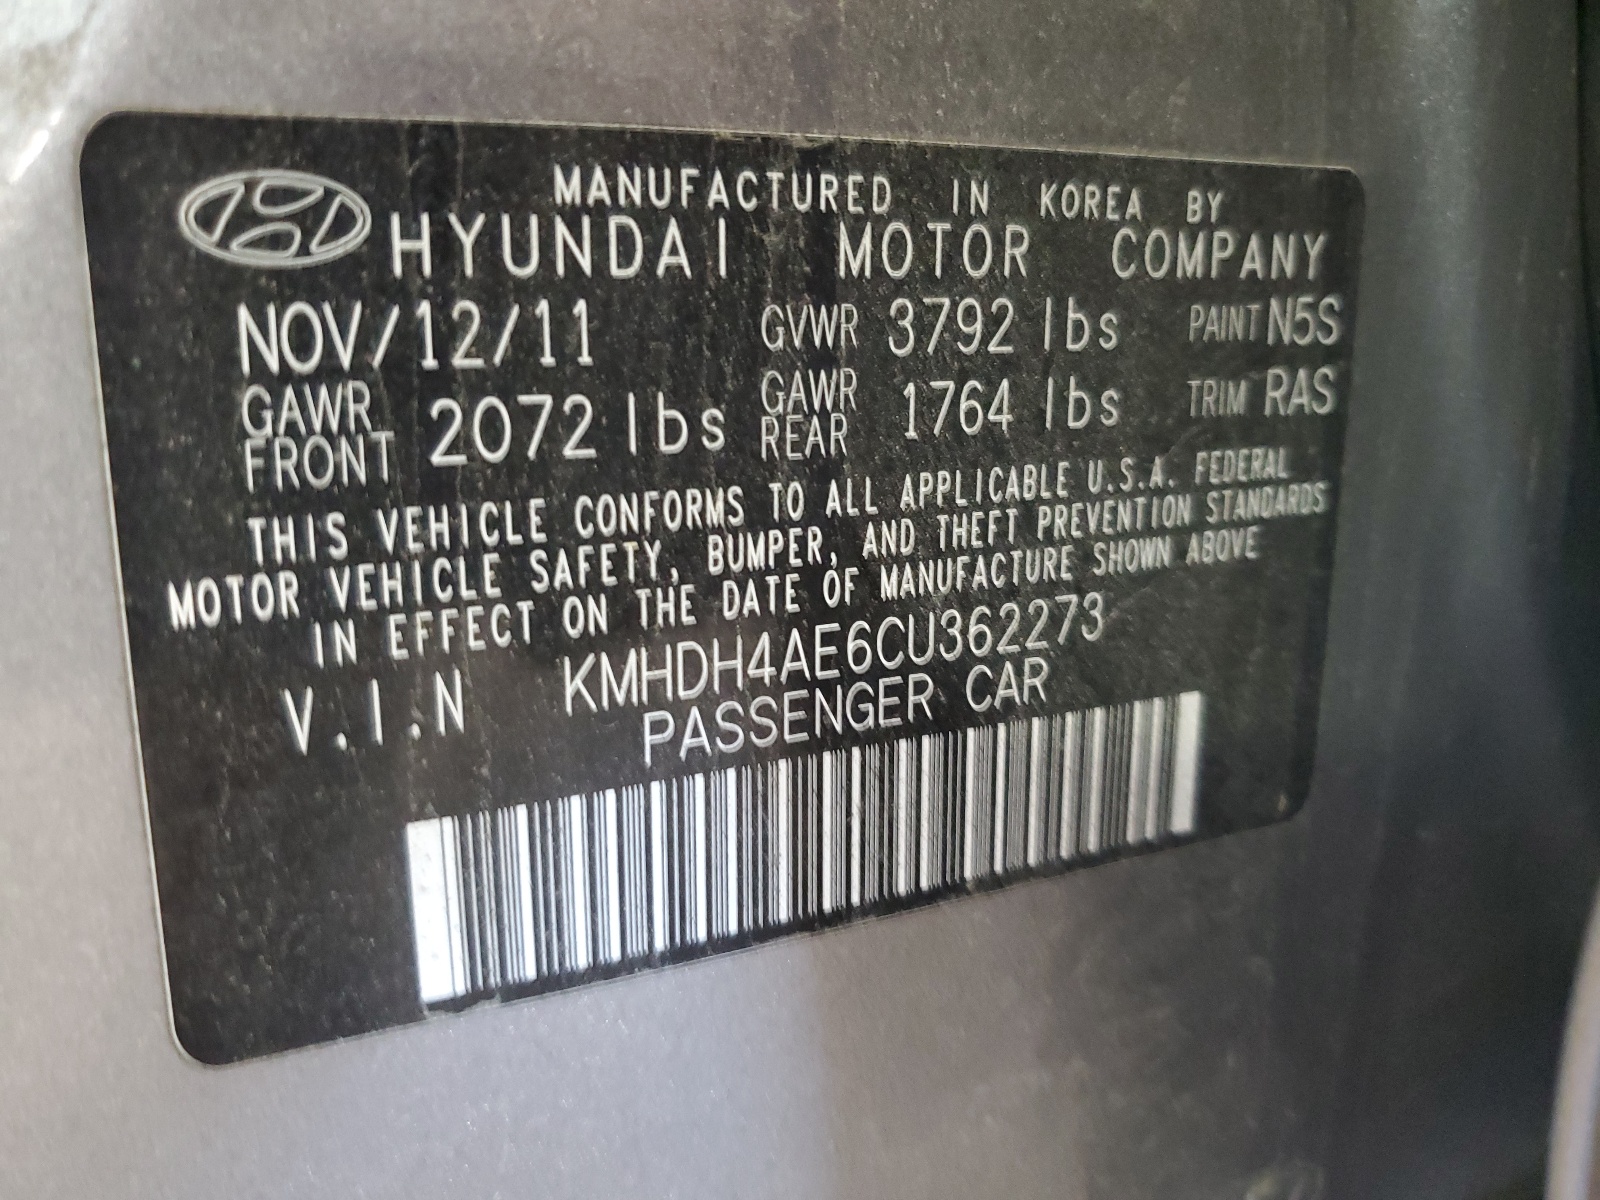 MANUFACTURED IN KOREA BY
HYUNDAI MOTOR COMPANY
NOV/12/11 GVWR 3792 lbs PAINT N5S
GAWR FRONT 2072 lbs GAWR REAR 1764 lbs TRIM RAS
THIS VEHICLE CONFORMS TO ALL APPLICABLE U.S.A. FEDERAL
MOTOR VEHICLE SAFETY, BUMPER, AND THEFT PREVENTION STANDARDS
IN EFFECT ON THE DATE OF MANUFACTURE SHOWN ABOVE
V.I.N KMHDH4AE6CU362273
PASSENGER CAR